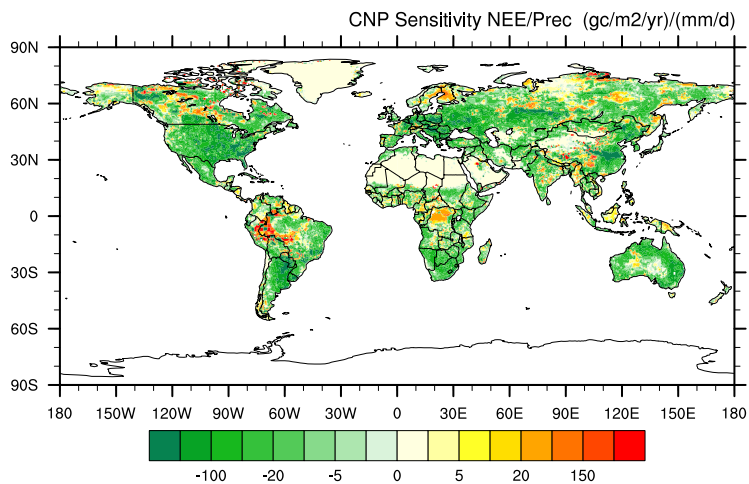 CNP Sensitivity NEE/Prec (gc/m2/yr)/(mm/d)
90N
60N
30N
0
30S
60S
90S
180 150W 120W 90W 60W 30W 0 30E 60E 90E 120E 150E 180
-100 -20 -5 0 5 20 150